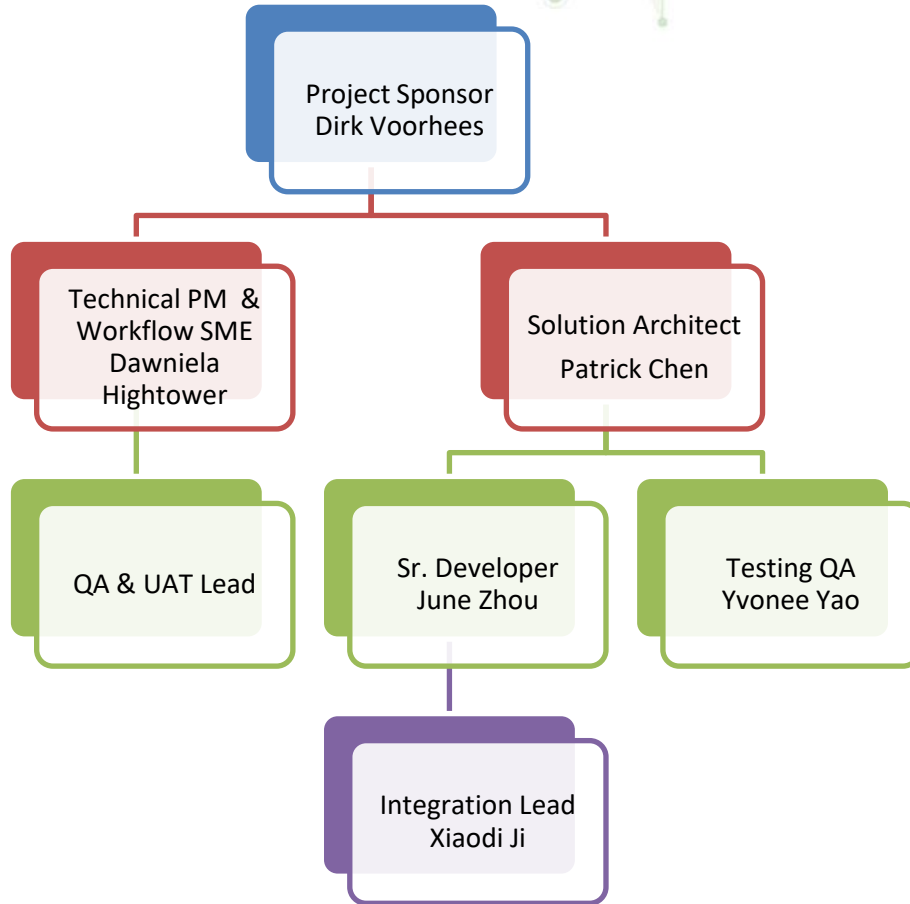 Project Sponsor
Dirk Voorhees
Technical PM  &
Workflow SME
Dawniela
Hightower
Solution Architect
Patrick Chen
QA & UAT Lead
Sr. Developer
June Zhou
Testing QA
Yvonee Yao
Integration Lead
Xiaodi Ji